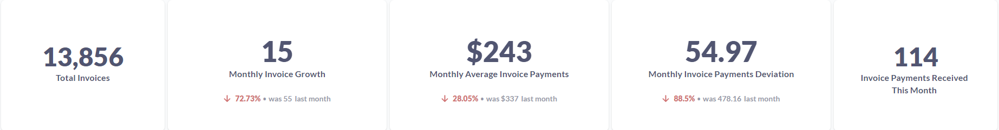 13,856
Total Invoices
15
Monthly Invoice Growth
↓ 72.73% • was 55 last month
$243
Monthly Average Invoice Payments
↓ 28.05% • was $337 last month
54.97
Monthly Invoice Payments Deviation
↓ 88.5% • was 478.16 last month
114
Invoice Payments Received
This Month